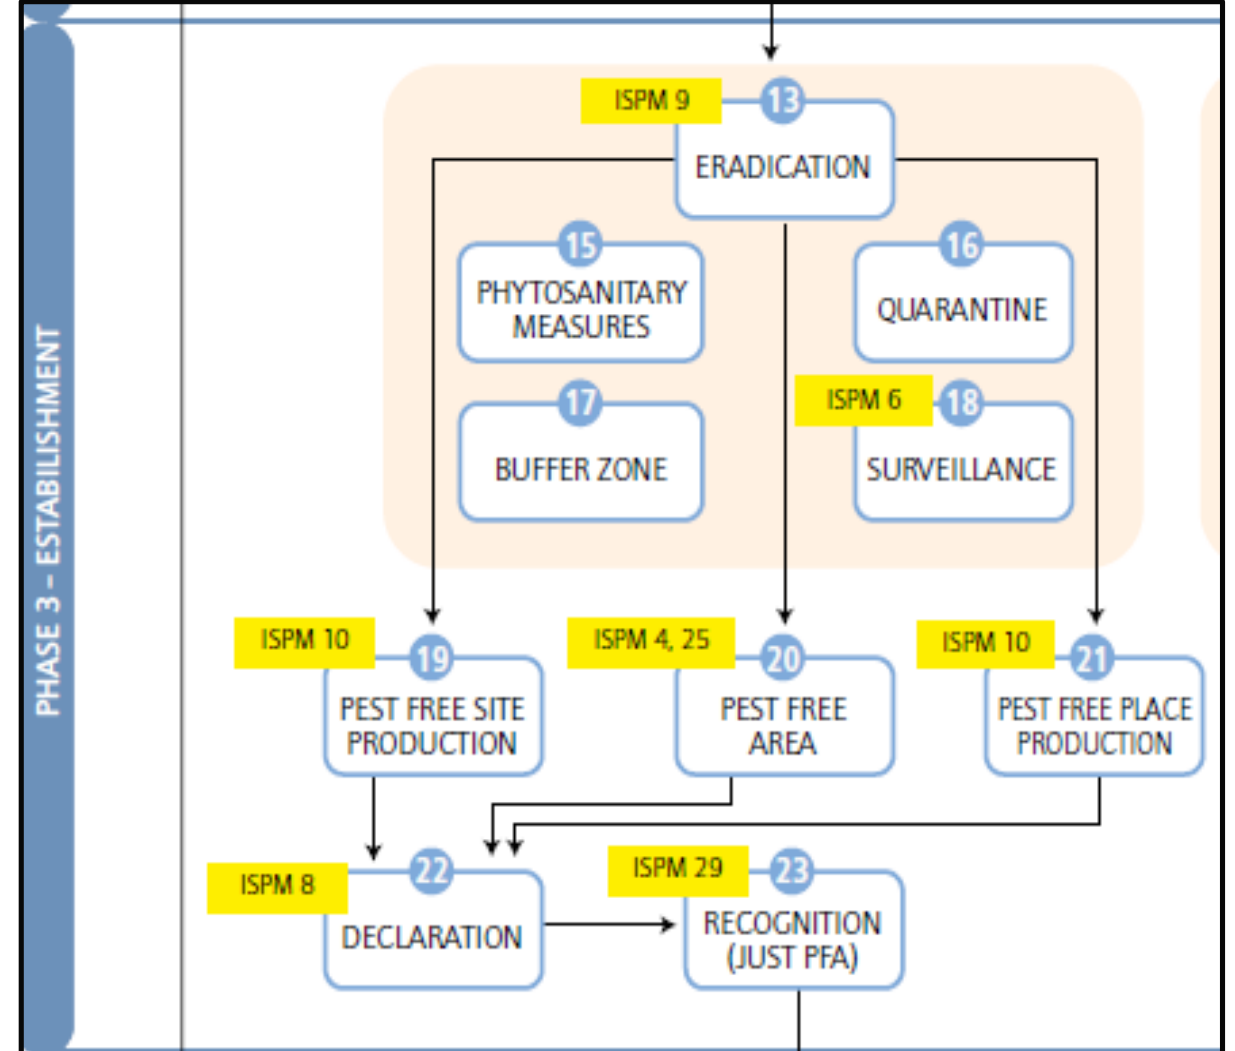 PHASE 3 – ESTABILISHMENT
ISPM 9
13
ERADICATION
15
PHYTOSANITARY
MEASURES
16
QUARANTINE
17
BUFFER ZONE
ISPM 6
18
SURVEILLANCE
ISPM 10
19
PEST FREE SITE
PRODUCTION
ISPM 4, 25
20
PEST FREE
AREA
ISPM 10
21
PEST FREE PLACE
PRODUCTION
ISPM 8
22
DECLARATION
ISPM 29
23
RECOGNITION
(JUST PFA)